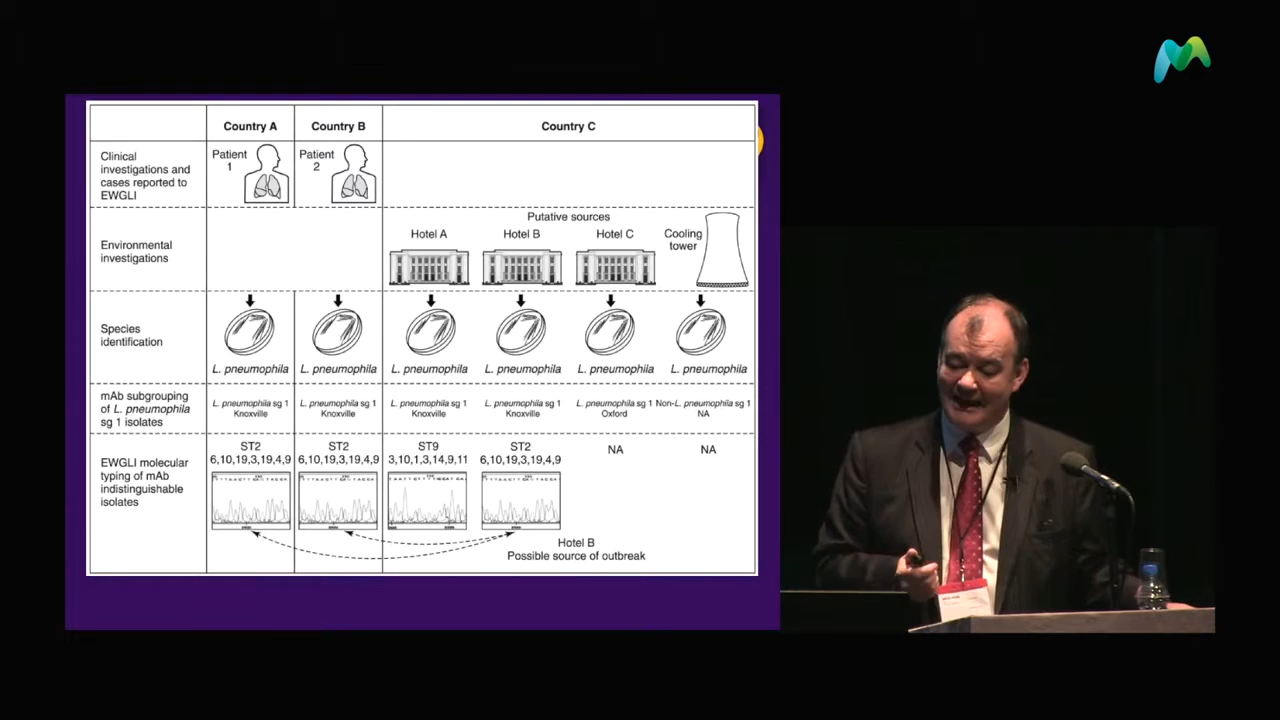 Country A
Country B
Country C
Clinical
investigations and
cases reported to
EWGLI
Patient
1
Patient
2
Environmental
investigations
Putative sources
Hotel A
Hotel B
Hotel C
Cooling
tower
Species
identification
L. pneumophila
L. pneumophila
L. pneumophila
L. pneumophila
L. pneumophila
L. pneumophila
mAb subgrouping
of L. pneumophila
sg 1 isolates
L. pneumophila sg 1
Knoxville
L. pneumophila sg 1
Knoxville
L. pneumophila sg 1
Knoxville
L. pneumophila sg 1
Knoxville
L. pneumophila sg 1
Oxford
Non-L. pneumophila sg 1
NA
EWGLI molecular
typing of mAb
indistinguishable
isolates
ST2
6,10,19,3,19,4,9
ST2
6,10,19,3,19,4,9
ST9
3,10,1,3,14,9,11
ST2
6,10,19,3,19,4,9
NA
NA
Hotel B
Possible source of outbreak